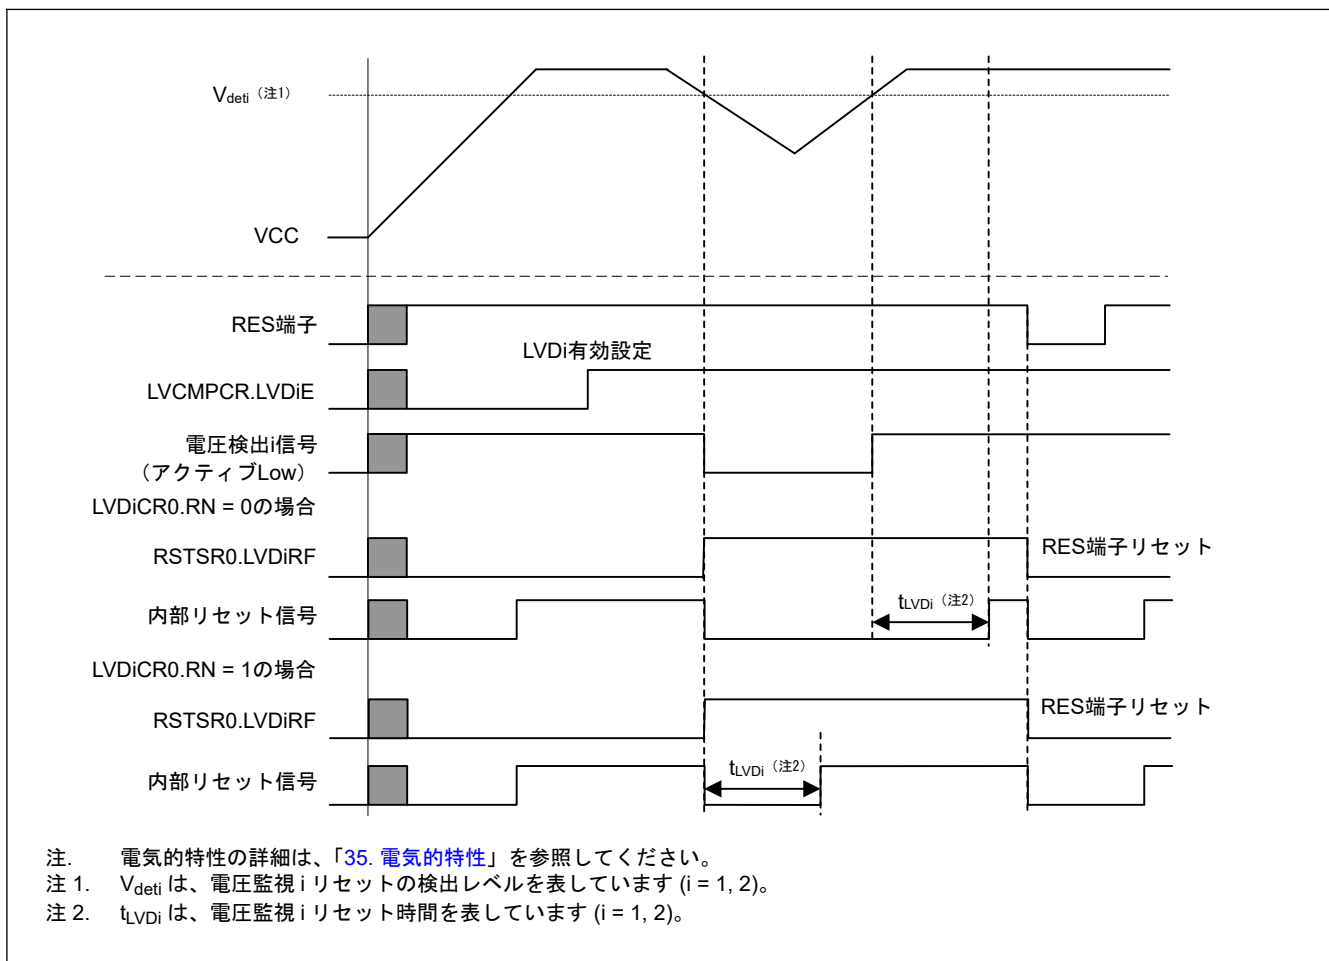 Vdeti（注1）
VCC
RES端子
LVDi有効設定
LVCMPCR.LVDiE
電圧検出i信号
（アクティブLow）
LVDiCR0.RN = 0の場合
RSTSR0.LVDiRF
RES端子リセット
内部リセット信号
tLVDi（注2）
LVDiCR0.RN = 1の場合
RSTSR0.LVDiRF
RES端子リセット
内部リセット信号
tLVDi（注2）
注. 電気的特性の詳細は、「35. 電気的特性」を参照してください。
注 1. Vdeti は、電圧監視 i リセットの検出レベルを表しています (i = 1, 2)。
注 2. tLVDi は、電圧監視 i リセット時間を表しています (i = 1, 2)。